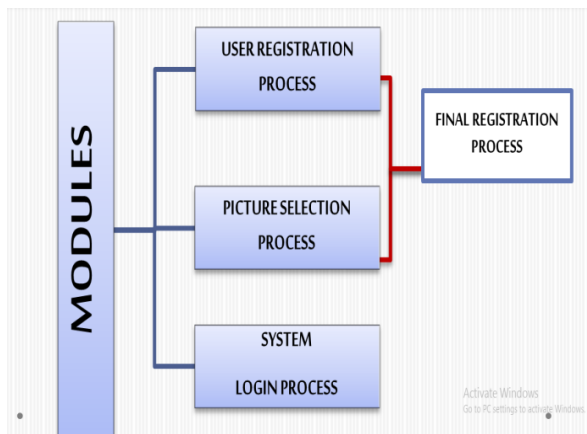 MODULES
USER REGISTRATION
PROCESS
PICTURE SELECTION
PROCESS
SYSTEM
LOGIN PROCESS
FINAL REGISTRATION
PROCESS
Activate Windows
Go to PC settings to activate Windows.